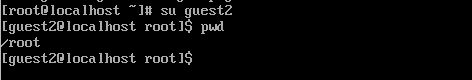 [root@localhost ~]# su guest2
[guest2@localhost root]$ pwd
/root
[guest2@localhost root]$